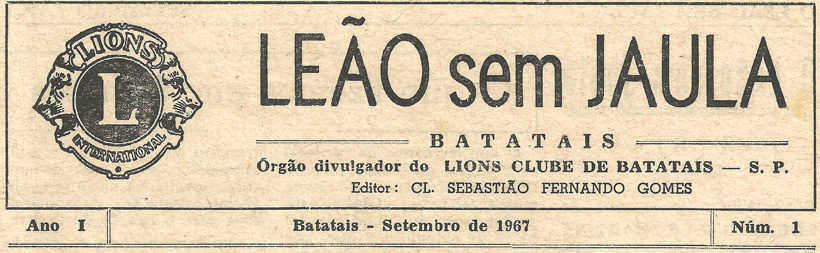 LIONS
L
INTERNATIONAL
LEÃO sem JAULA
BATATAIS
Órgão divulgador do LIONS CLUBE DE BATATAIS — S. P.
Editor: CL. SEBASTIÃO FERNANDO GOMES
Ano I
Batatais - Setembro de 1967
Núm. 1